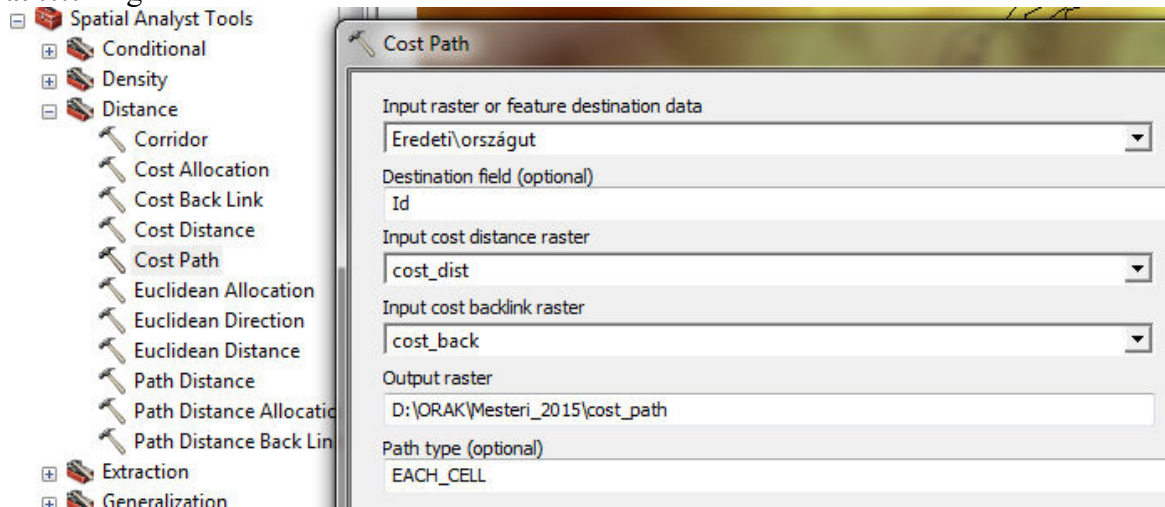 Spatial Analyst Tools
Conditional
Density
Distance
Corridor
Cost Allocation
Cost Back Link
Cost Distance
Cost Path
Euclidean Allocation
Euclidean Direction
Euclidean Distance
Path Distance
Path Distance Allocatio
Path Distance Back Lin
Extraction
Generalization
Cost Path
Input raster or feature destination data
Eredeti\országut
Destination field (optional)
Id
Input cost distance raster
cost_dist
Input cost backlink raster
cost_back
Output raster
D:\ORAK\Mesteri_2015\cost_path
Path type (optional)
EACH_CELL